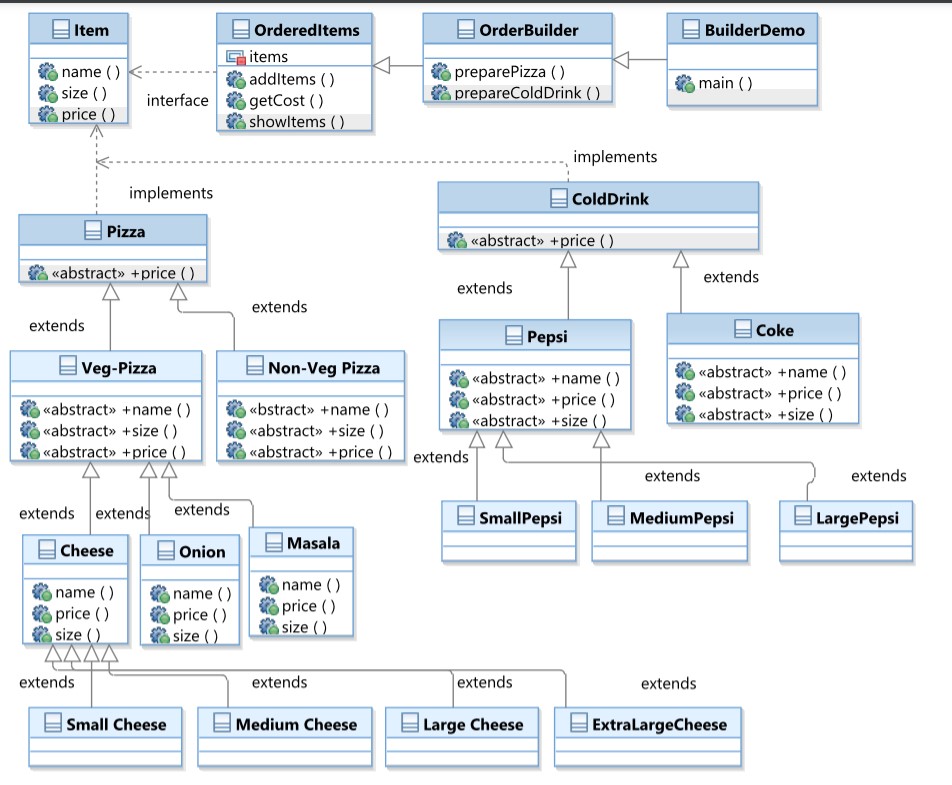 Item
name ( )
size ( )
price ( )
interface
OrderedItems
items
addItems ( )
getCost ( )
showItems ( )
OrderBuilder
preparePizza ( )
prepareColdDrink ( )
BuilderDemo
main ( )
implements
implements
Pizza
«abstract» +price ( )
ColdDrink
«abstract» +price ( )
extends
extends
extends
extends
Veg-Pizza
«abstract» +name ( )
«abstract» +size ( )
«abstract» +price ( )
Non-Veg Pizza
«bstract» +name ( )
«abstract» +size ( )
«abstract» +price ( )
Pepsi
«abstract» +name ( )
«abstract» +price ( )
«abstract» +size ( )
Coke
«abstract» +name ( )
«abstract» +price ( )
«abstract» +size ( )
extends
extends
extends
extends
extends
extends
Cheese
name ( )
price ( )
size ( )
Onion
name ( )
price ( )
size ( )
Masala
name ( )
price ( )
size ( )
SmallPepsi
MediumPepsi
LargePepsi
extends
extends
extends
extends
Small Cheese
Medium Cheese
Large Cheese
ExtraLargeCheese